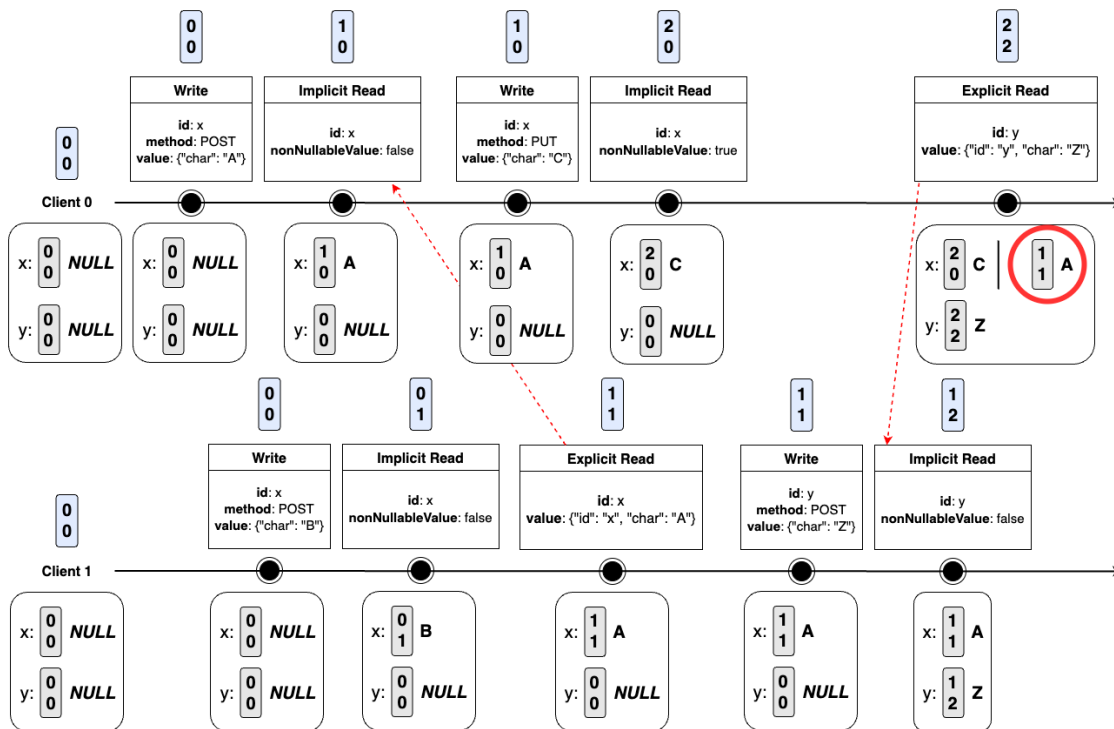 0 0
1 0
1 0
2 0
2 2
Write
Implicit Read
Write
Implicit Read
Explicit Read
id: x
method: POST
value: {"char": "A"}
id: x
nonNullableValue: false
id: x
method: PUT
value: {"char": "C"}
id: x
nonNullableValue: true
id: y
value: {"id": "y", "char": "Z"}
0 0
Client 0
x: 0 0 NULL
y: 0 0 NULL
x: 0 0 NULL
y: 0 0 NULL
x: 1 0 A
y: 0 0 NULL
x: 1 0 A
y: 0 0 NULL
x: 2 0 C
y: 0 0 NULL
x: 2 0 C | 1 1 A
y: 2 2 Z
0 0
0 1
1 1
1 1
1 2
Write
Implicit Read
Explicit Read
Write
Implicit Read
id: x
method: POST
value: {"char": "B"}
id: x
nonNullableValue: false
id: x
value: {"id": "x", "char": "A"}
id: y
method: POST
value: {"char": "Z"}
id: y
nonNullableValue: false
0 0
Client 1
x: 0 0 NULL
y: 0 0 NULL
x: 0 0 NULL
y: 0 0 NULL
x: 0 1 B
y: 0 0 NULL
x: 1 1 A
y: 0 0 NULL
x: 1 1 A
y: 0 0 NULL
x: 1 1 A
y: 1 2 Z